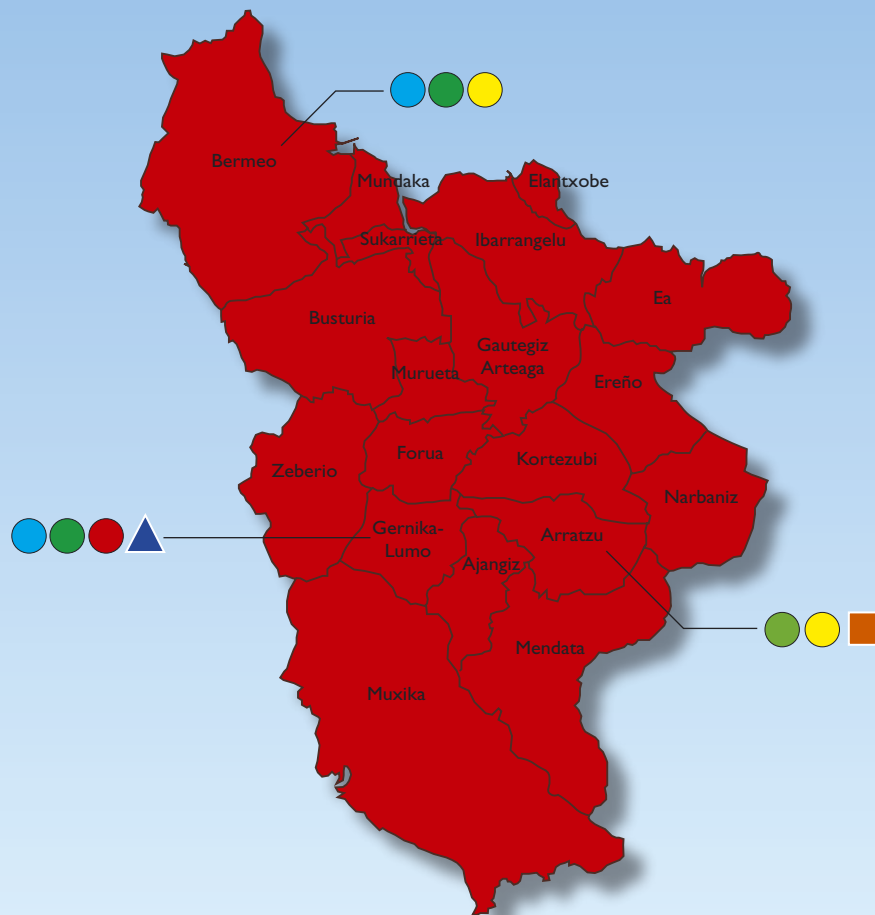 Bermeo
Mundaka
Elantxobe
Sukarrieta
Ibarrangelu
Ea
Busturia
Gautegiz
Arteaga
Murueta
Ereño
Forua
Kortezubi
Zeberio
Narbaniz
Gernika-
Lumo
Arratzu
Ajangiz
Mendata
Muxika